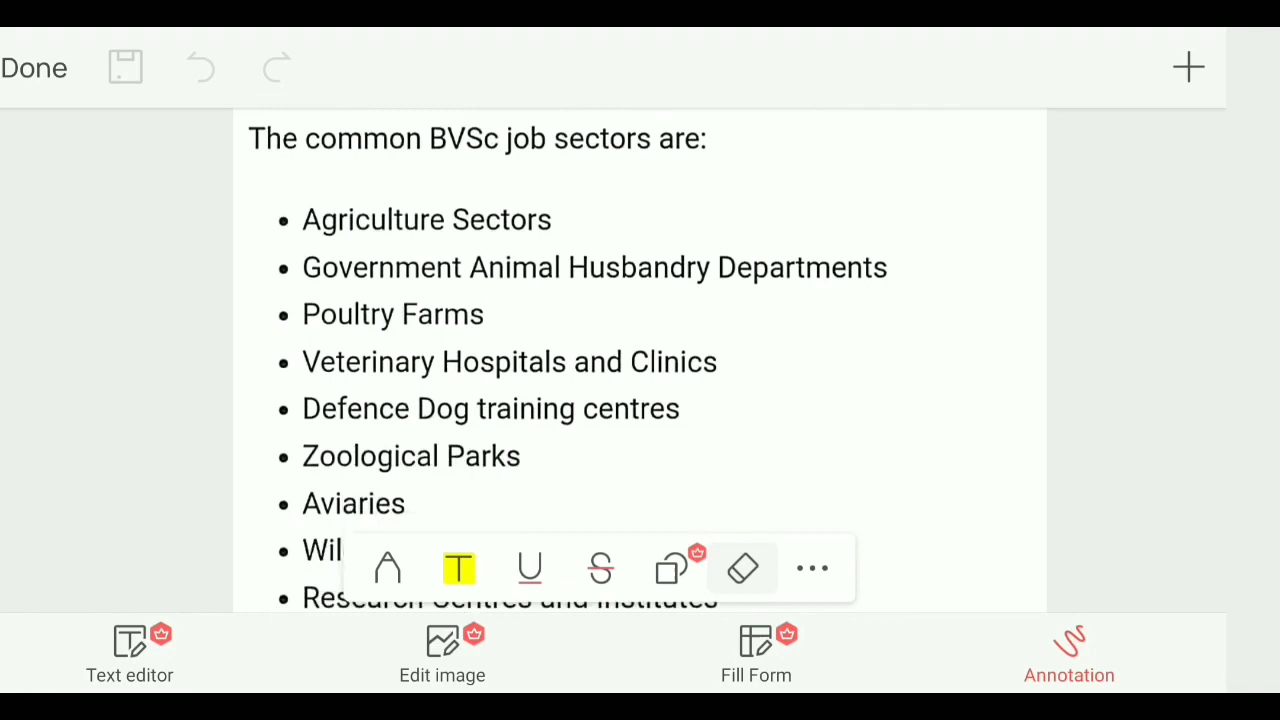 Done
The common BVSc job sectors are:
• Agriculture Sectors
• Government Animal Husbandry Departments
• Poultry Farms
• Veterinary Hospitals and Clinics
• Defence Dog training centres
• Zoological Parks
• Aviaries
• Wil
• Research Centres and Institutes
Text editor
Edit image
Fill Form
Annotation